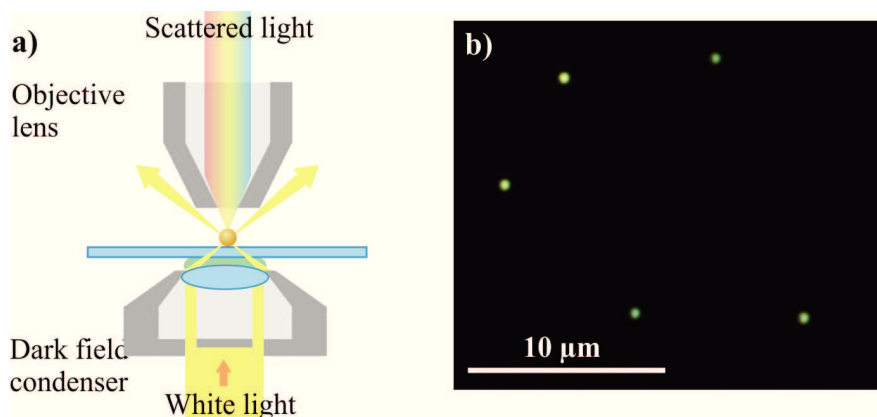 a)
Scattered light
Objective
lens
Dark field
condenser
White light
b)
10 µm